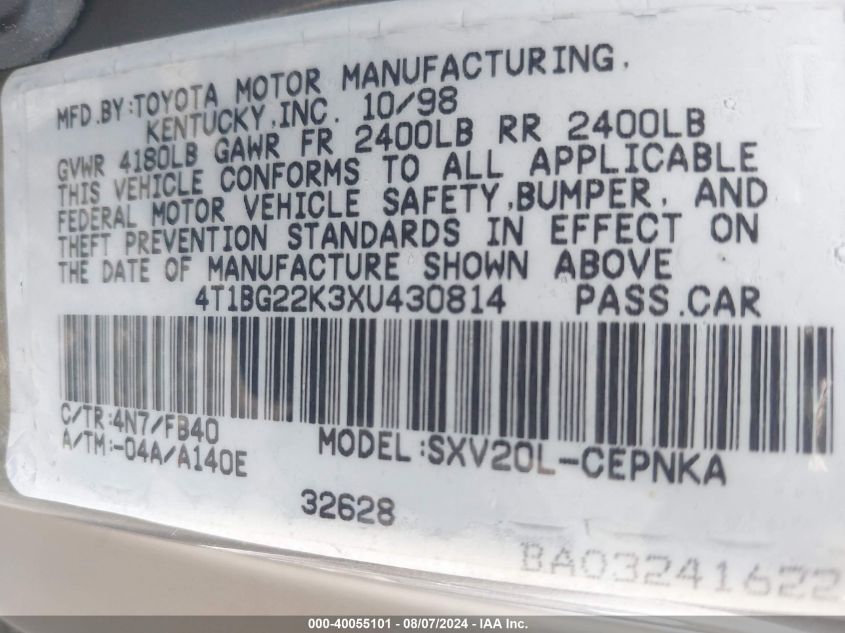 MFD.BY:TOYOTA MOTOR MANUFACTURING,
KENTUCKY,INC. 10/98
GVWR 4180LB GAWR FR 2400LB RR 2400LB
THIS VEHICLE CONFORMS TO ALL APPLICABLE
FEDERAL MOTOR VEHICLE SAFETY,BUMPER, AND
THEFT PREVENTION STANDARDS IN EFFECT ON
THE DATE OF MANUFACTURE SHOWN ABOVE
4T1BG22K3XU430814 PASS.CAR
C/TR:4N7/FB40
A/TM:-04A/A140E
MODEL:SXV20L-CEPNKA
32628
BA03241622
000-40055101 - 08/07/2024 - IAA Inc.